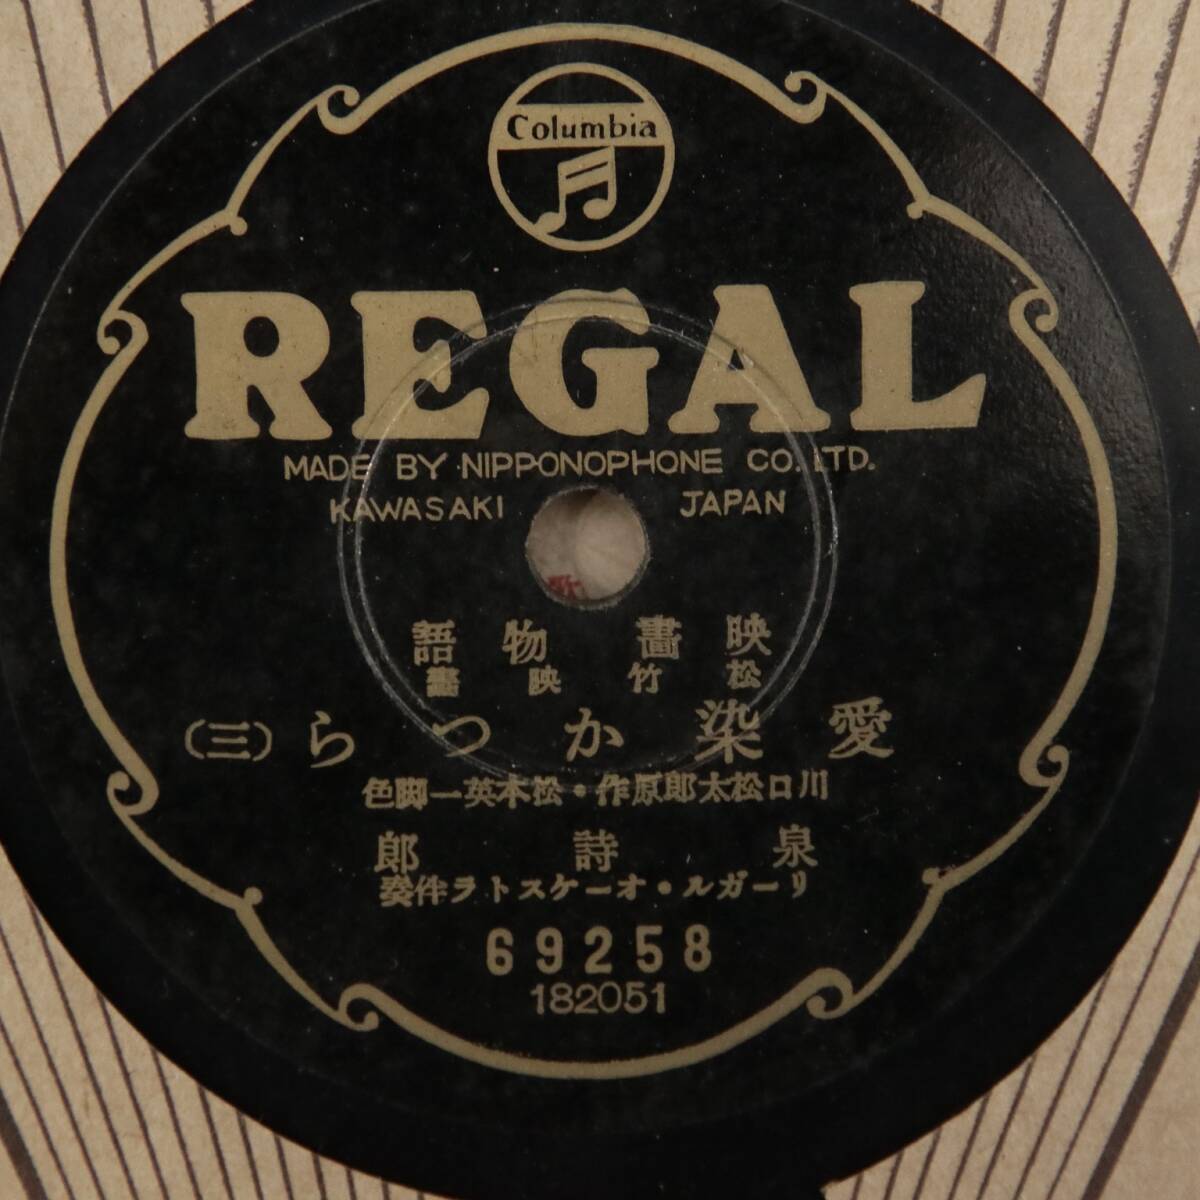 Columbia
REGAL
MADE BY NIPPONOPHONE CO. LTD.
KAWASAKI JAPAN
映畫物語
松竹映畫
愛染かつら(三)
川口松太郎原作・松本英一脚色
泉詩郎
リーガル・オーケストラ伴奏
69258
182051